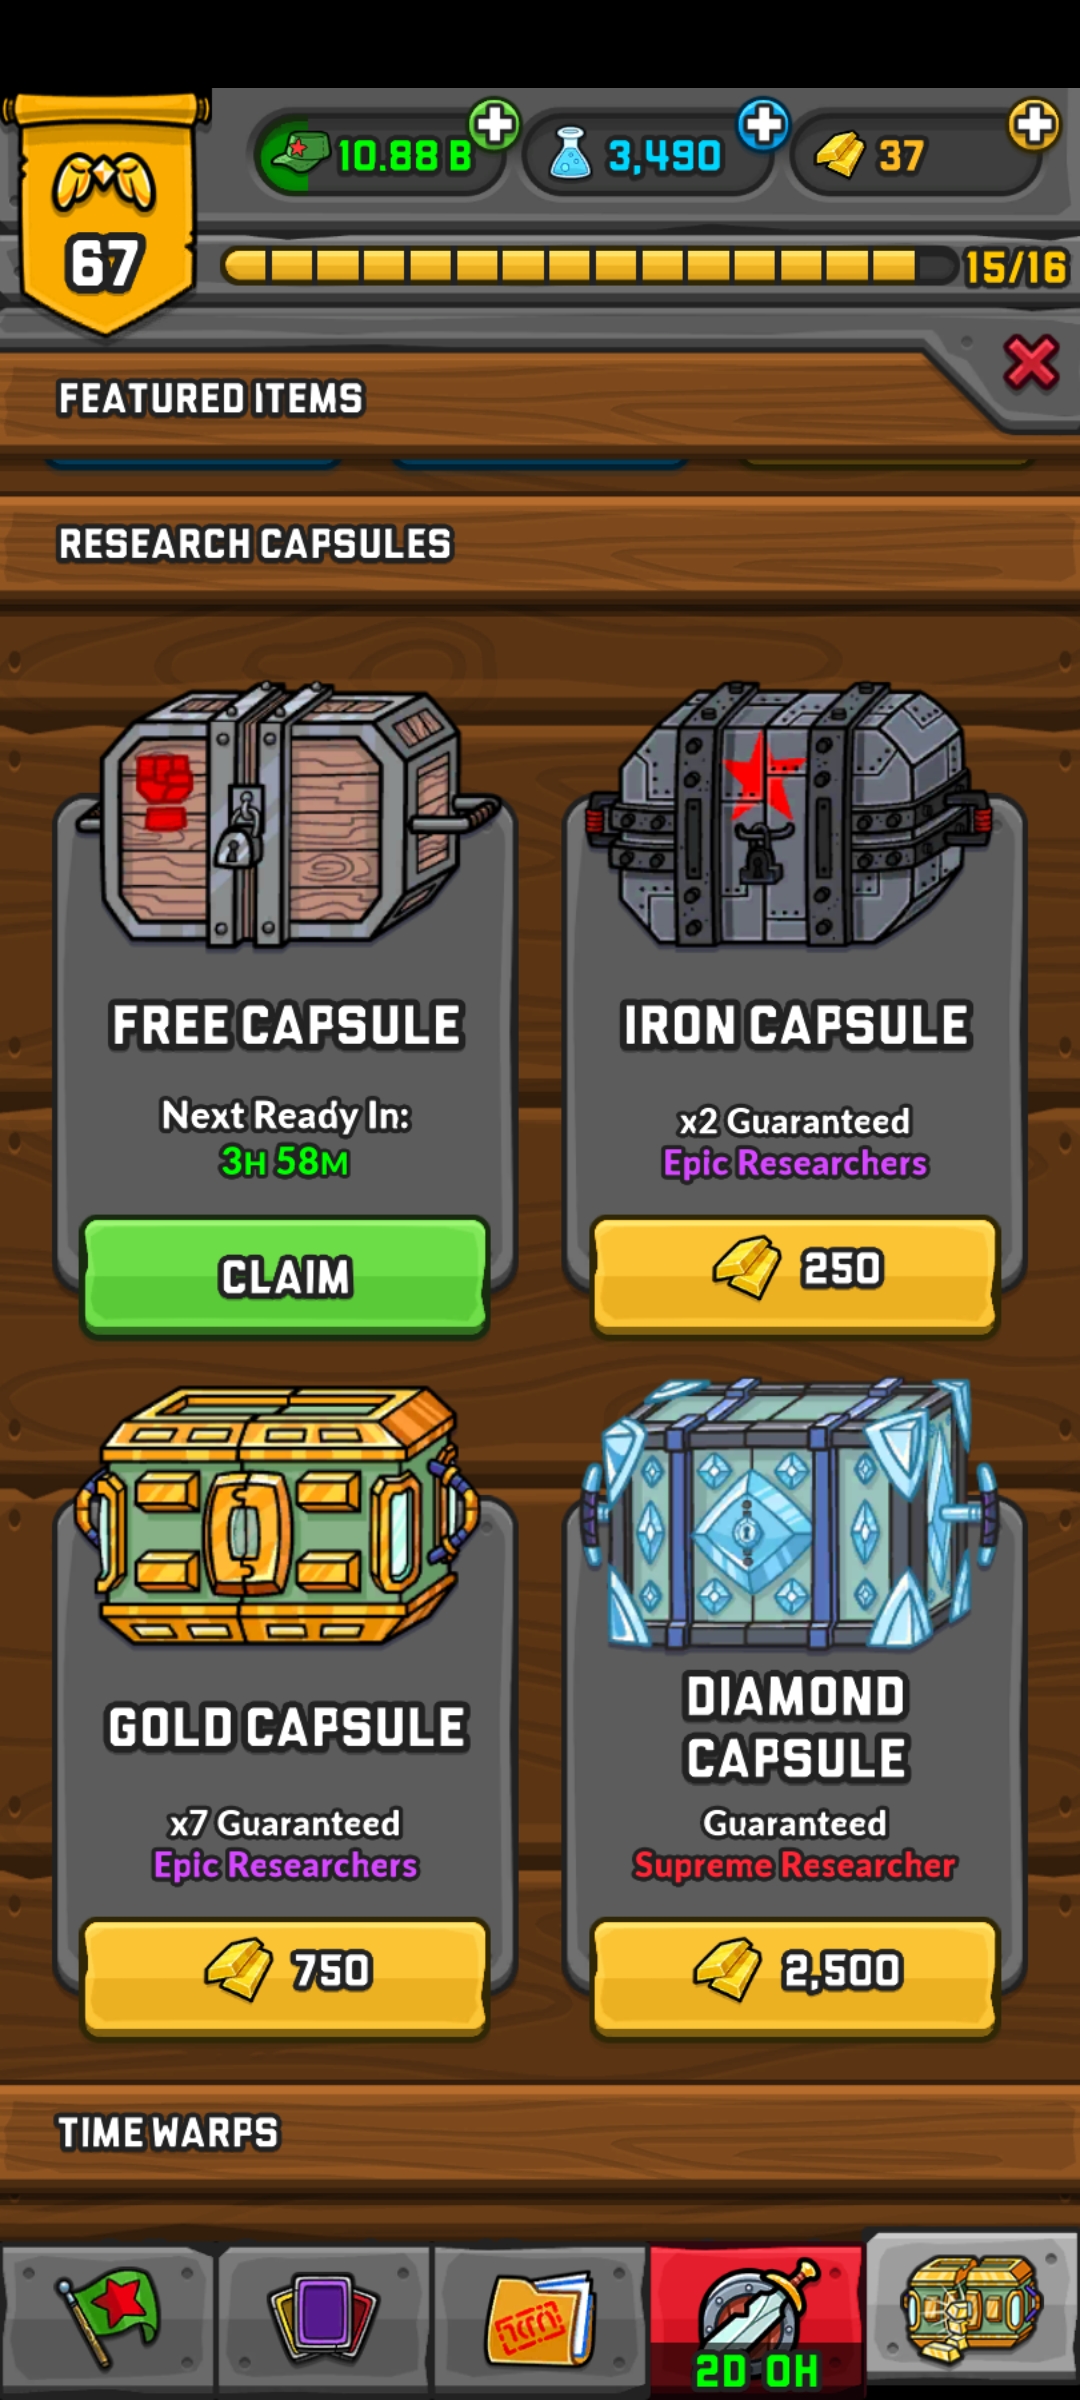 10.88 B
3,490
37
67
15/16
FEATURED ITEMS
RESEARCH CAPSULES
FREE CAPSULE
Next Ready In:
3H 58M
CLAIM
IRON CAPSULE
x2 Guaranteed
Epic Researchers
250
GOLD CAPSULE
x7 Guaranteed
Epic Researchers
750
DIAMOND
CAPSULE
Guaranteed
Supreme Researcher
2,500
TIME WARPS
2D 0H